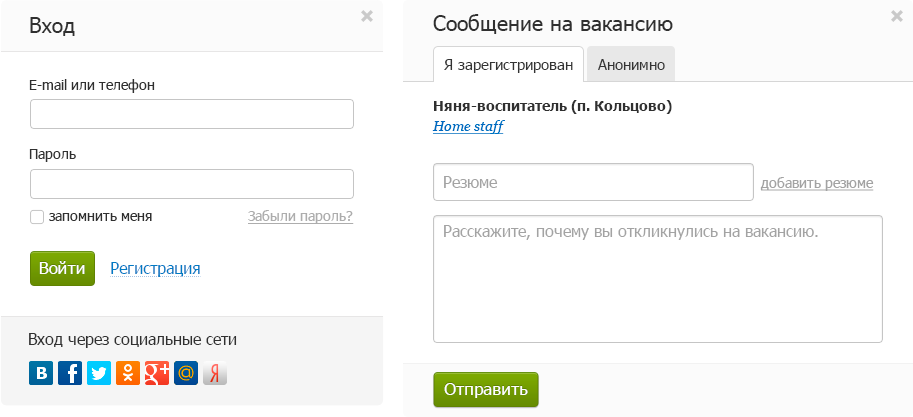 Вход
E-mail или телефон
Пароль
запомнить меня
Забыли пароль?
Войти
Регистрация
Вход через социальные сети
Сообщение на вакансию
Я зарегистрирован
Анонимно
Няня-воспитатель (п. Кольцово)
Home staff
Резюме
добавить резюме
Расскажите, почему вы откликнулись на вакансию.
Отправить